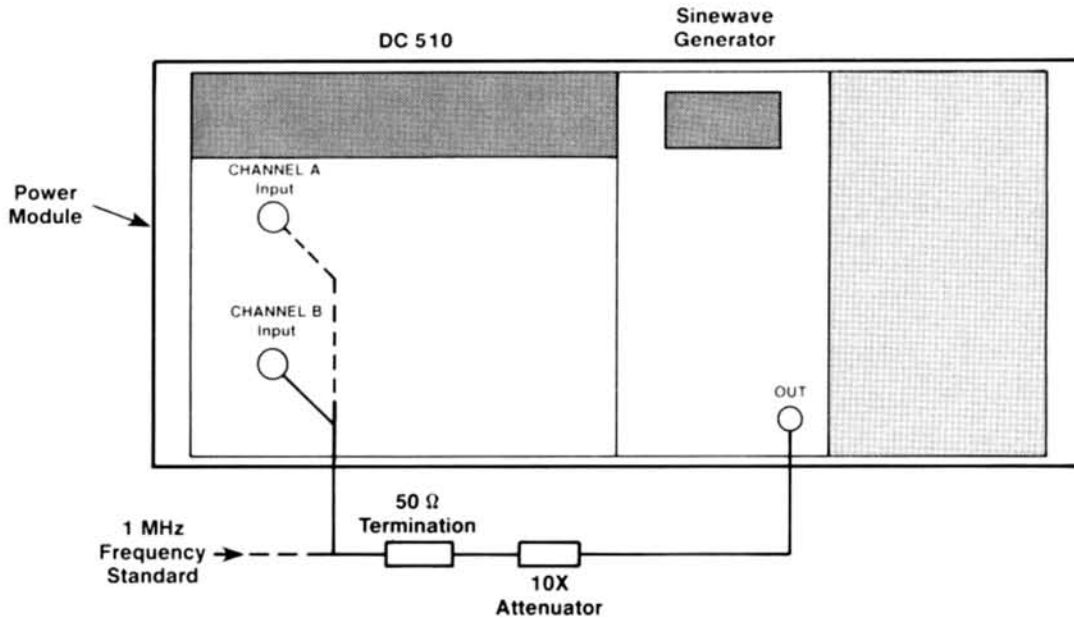 DC 510
Sinewave
Generator
CHANNEL A
Input
Power
Module
CHANNEL B
Input
OUT
50 Ω
Termination
1 MHz
Frequency
Standard
10X
Attenuator